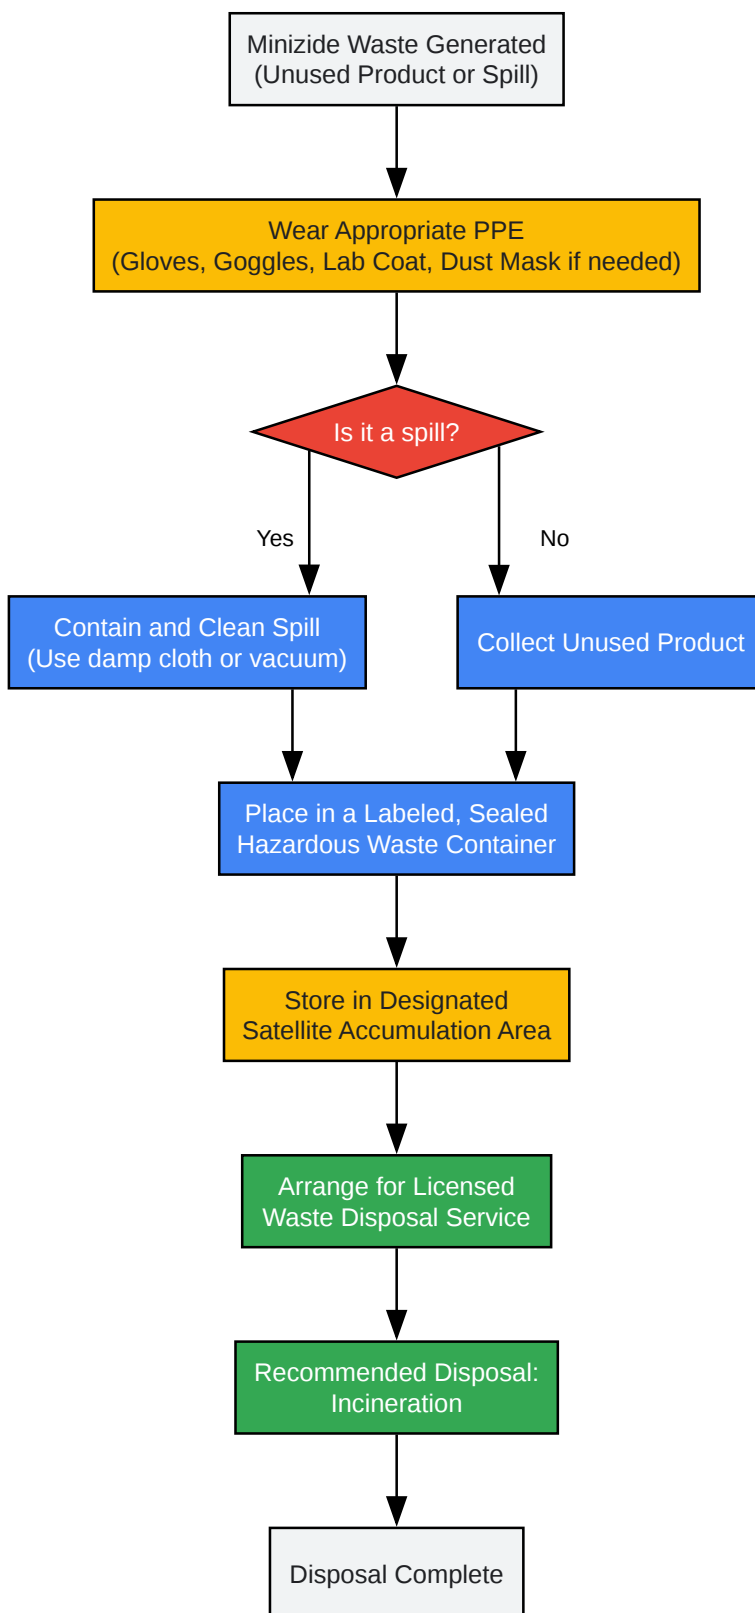 Minizide Waste Generated
(Unused Product or Spill)
Wear Appropriate PPE
(Gloves, Goggles, Lab Coat, Dust Mask if needed)
Is it a spill?
Yes
No
Contain and Clean Spill
(Use damp cloth or vacuum)
Collect Unused Product
Place in a Labeled, Sealed
Hazardous Waste Container
Store in Designated
Satellite Accumulation Area
Arrange for Licensed
Waste Disposal Service
Recommended Disposal:
Incineration
Disposal Complete